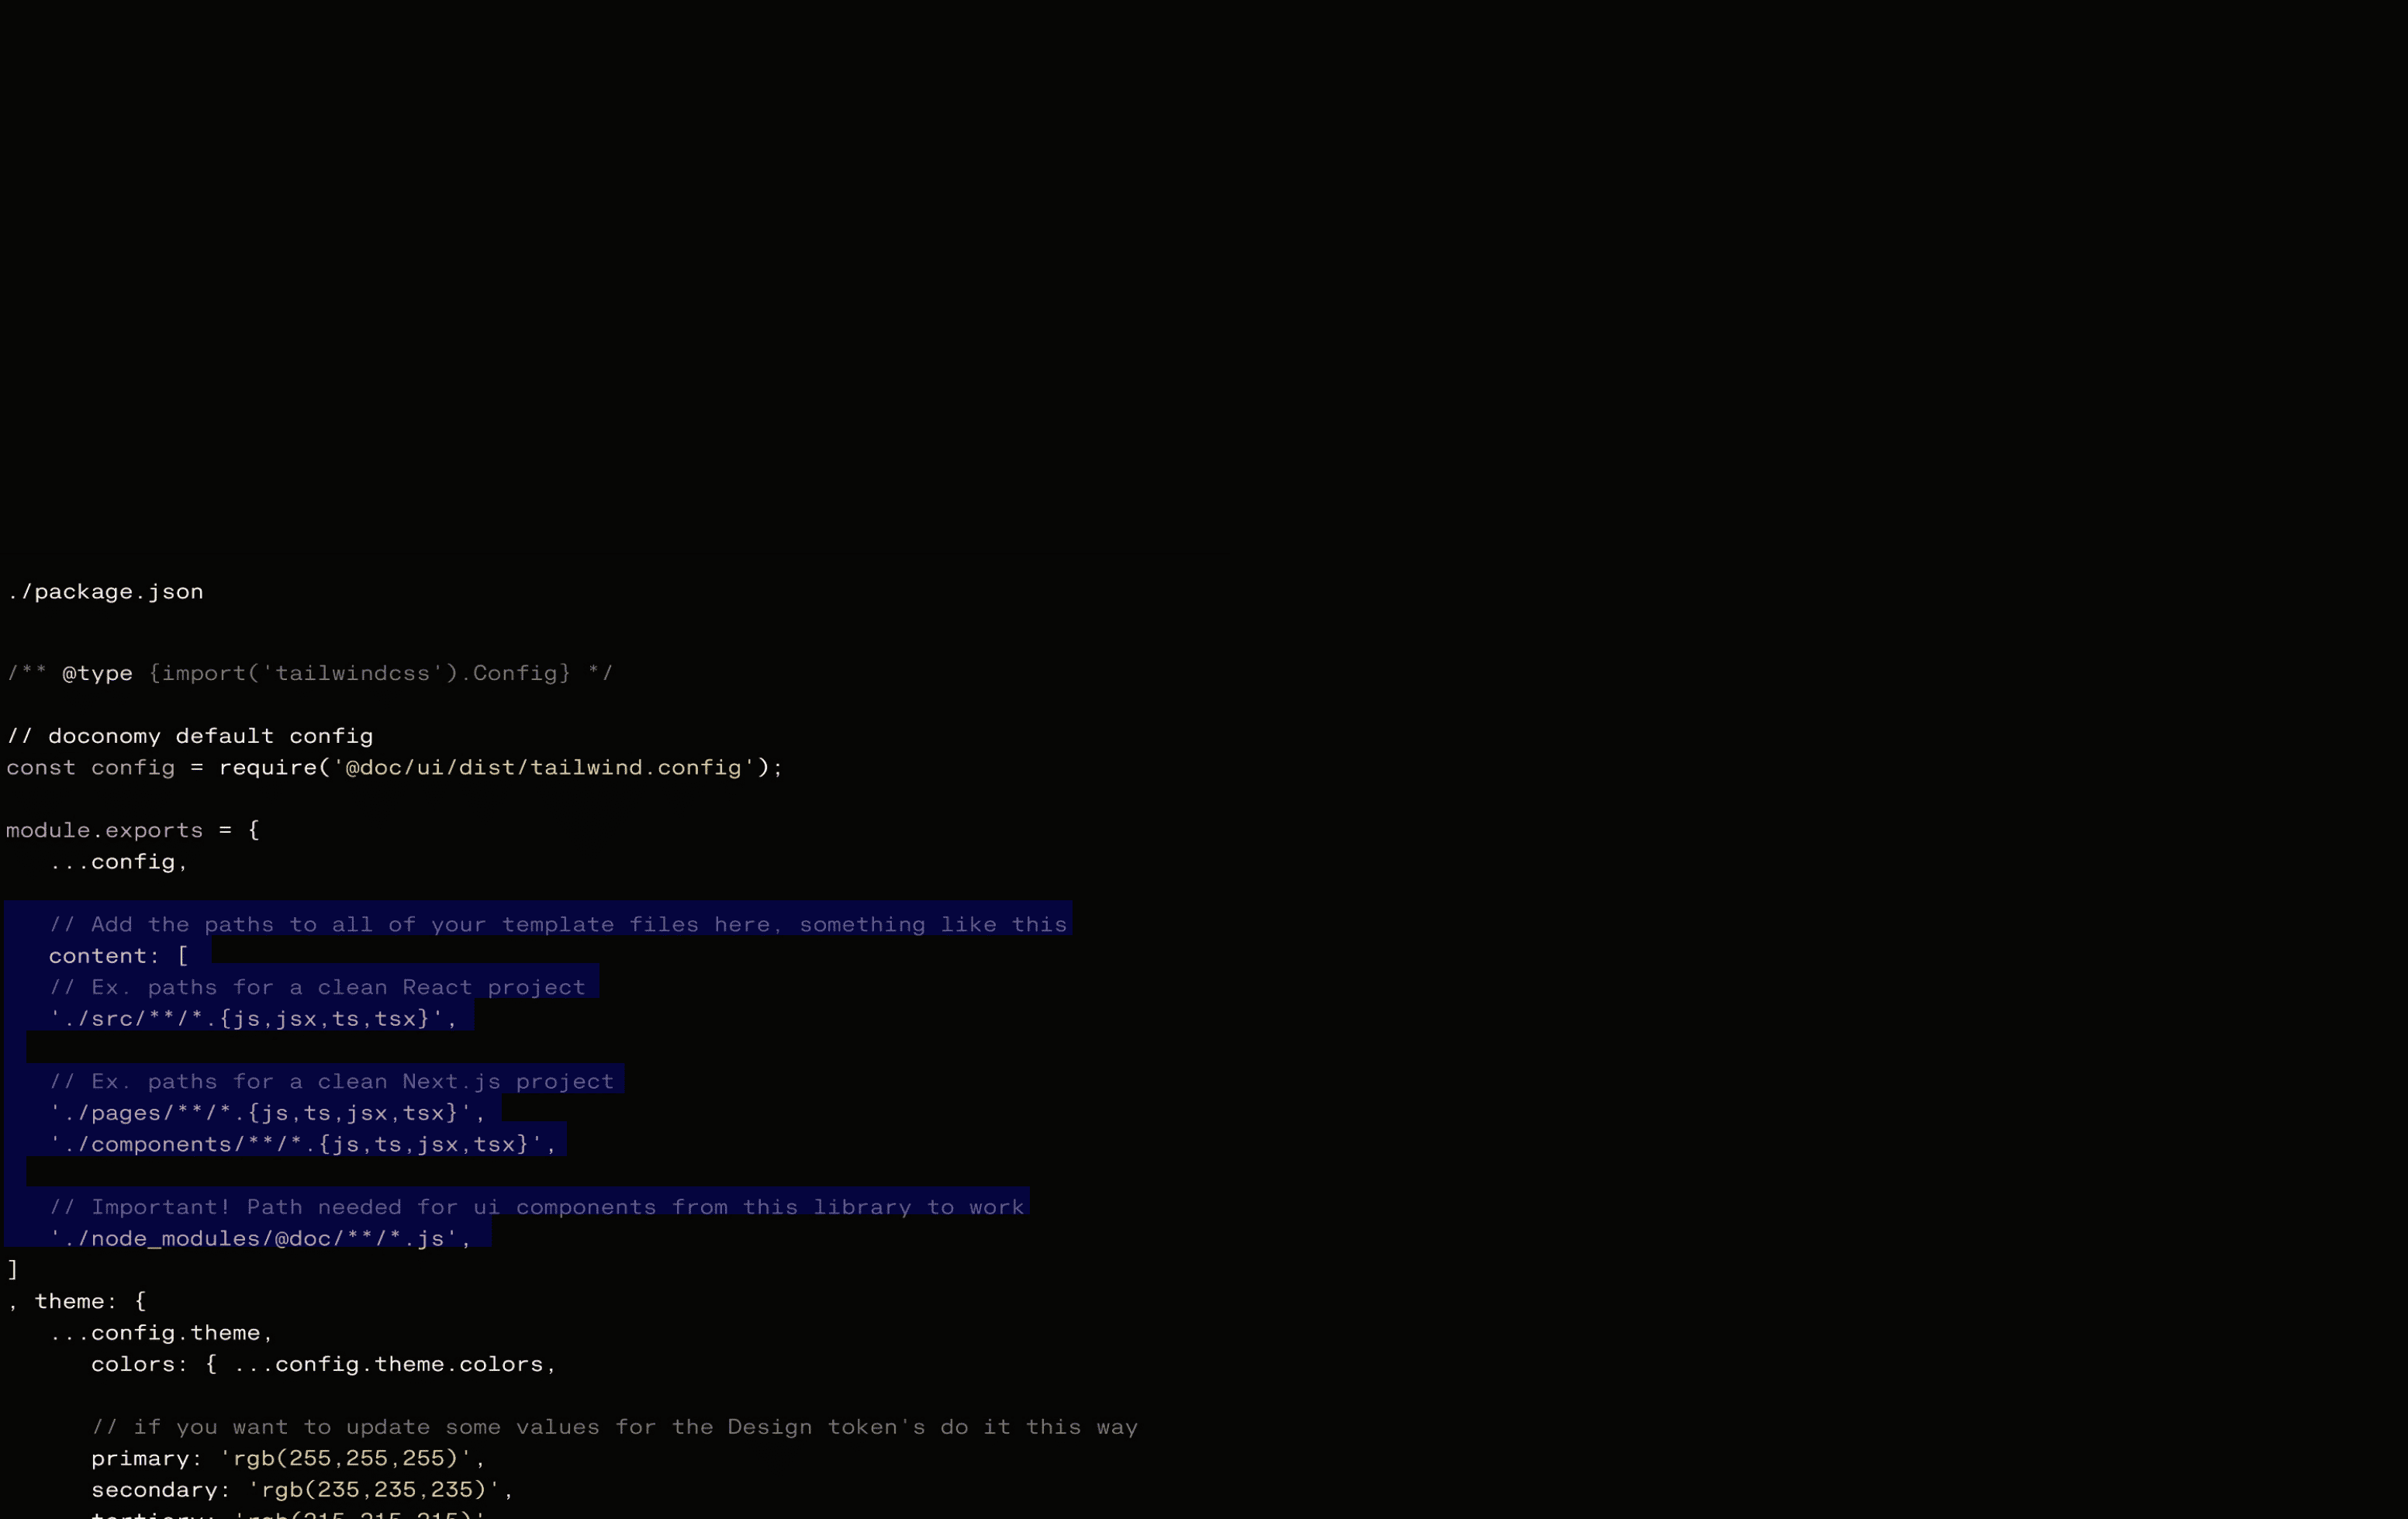 ./package.json
/** @type {import('tailwindcss').Config} */
// doconomy default config
const config = require('@doc/ui/dist/tailwind.config');
module.exports = {
...config,
// Add the paths to all of your template files here, something like this
content: [
// Ex. paths for a clean React project
'./src/**/*.{js,jsx,ts,tsx}',
// Ex. paths for a clean Next.js project
'./pages/**/*.{js,ts,jsx,tsx}',
'./components/**/*.{js,ts,jsx,tsx}',
// Important! Path needed for ui components from this library to work
'./node_modules/@doc/**/*.js',
]
, theme: {
...config.theme,
colors: { ...config.theme.colors,
// if you want to update some values for the Design token's do it this way
primary: 'rgb(255,255,255)',
secondary: 'rgb(235,235,235)',
tertiary: 'rgb(215,215,215)'